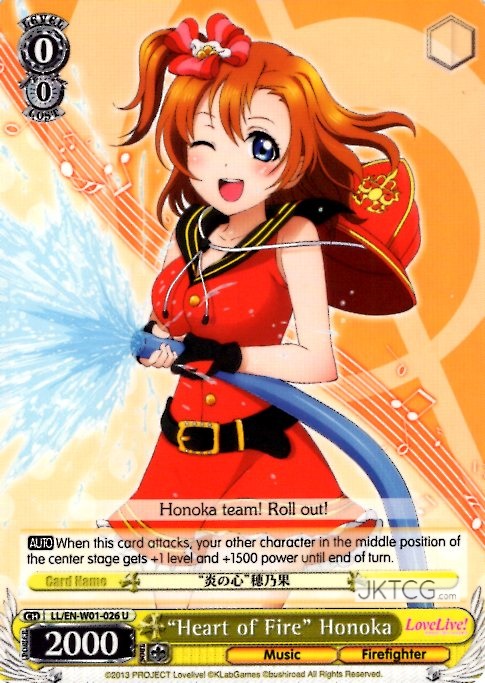 LEVEL
0
0
COST
Honoka team! Roll out!
AUTO When this card attacks, your other character in the middle position of
the center stage gets +1 level and +1500 power until end of turn.
Card Name
"炎の心"穂乃果
JKTCG.com
CH LL/EN-W01-026 U
POWER
2000
SOUL
"Heart of Fire" Honoka
LoveLive!
Music
Firefighter
©2013 PROJECT Lovelive! ©KLabGames ©bushiroad All Rights Reserved.